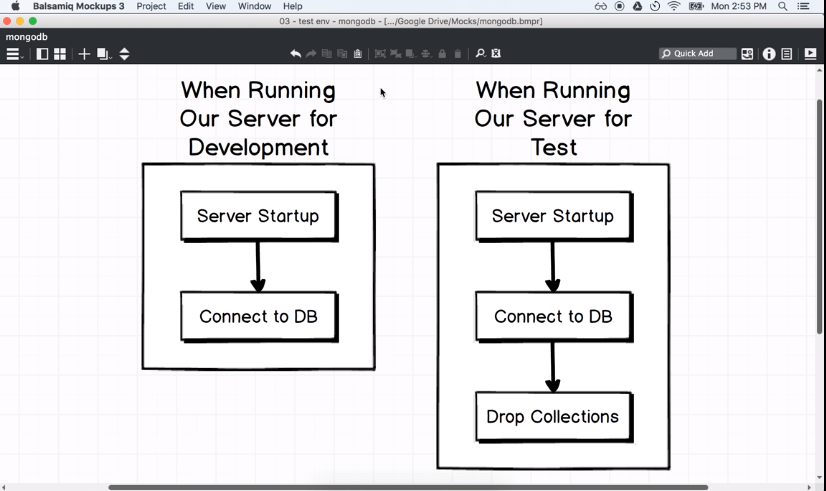 Balsamiq Mockups 3 Project Edit View Window Help Mon 2:53 PM
03 - test env - mongodb - [.../Google Drive/Mocks/mongodb.bmpr]
mongodb
Quick Add
When Running
Our Server for
Development
Server Startup
Connect to DB
When Running
Our Server for
Test
Server Startup
Connect to DB
Drop Collections